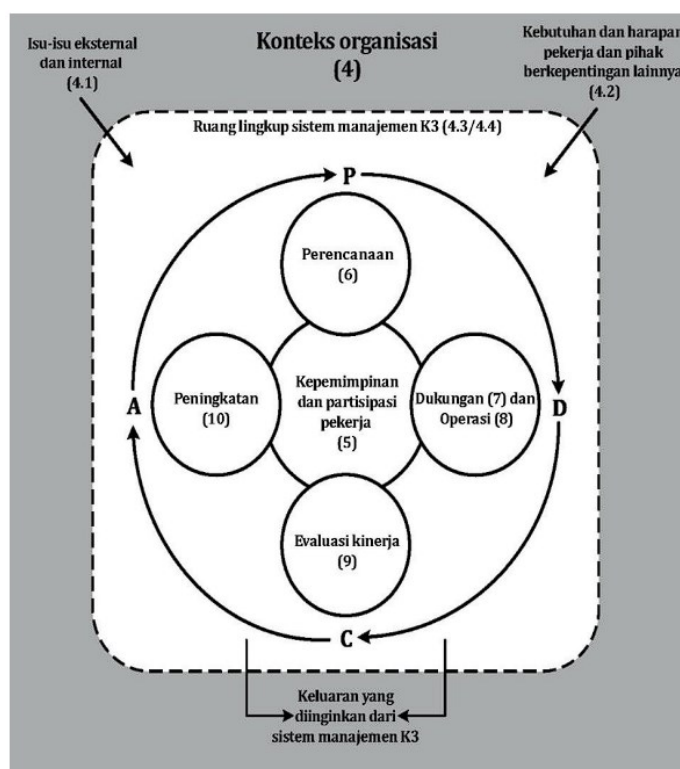 Isu-isu eksternal
dan internal
(4.1)
Konteks organisasi
(4)
Kebutuhan dan harapan
pekerja dan pihak
berkepentingan lainnya
(4.2)
Ruang lingkup sistem manajemen K3 (4.3/4.4)
P
Perencanaan
(6)
A
Peningkatan
(10)
Kepemimpinan
dan partisipasi
pekerja
(5)
Dukungan (7) dan
Operasi (8)
D
Evaluasi kinerja
(9)
C
Keluaran yang
diinginkan dari
sistem manajemen K3